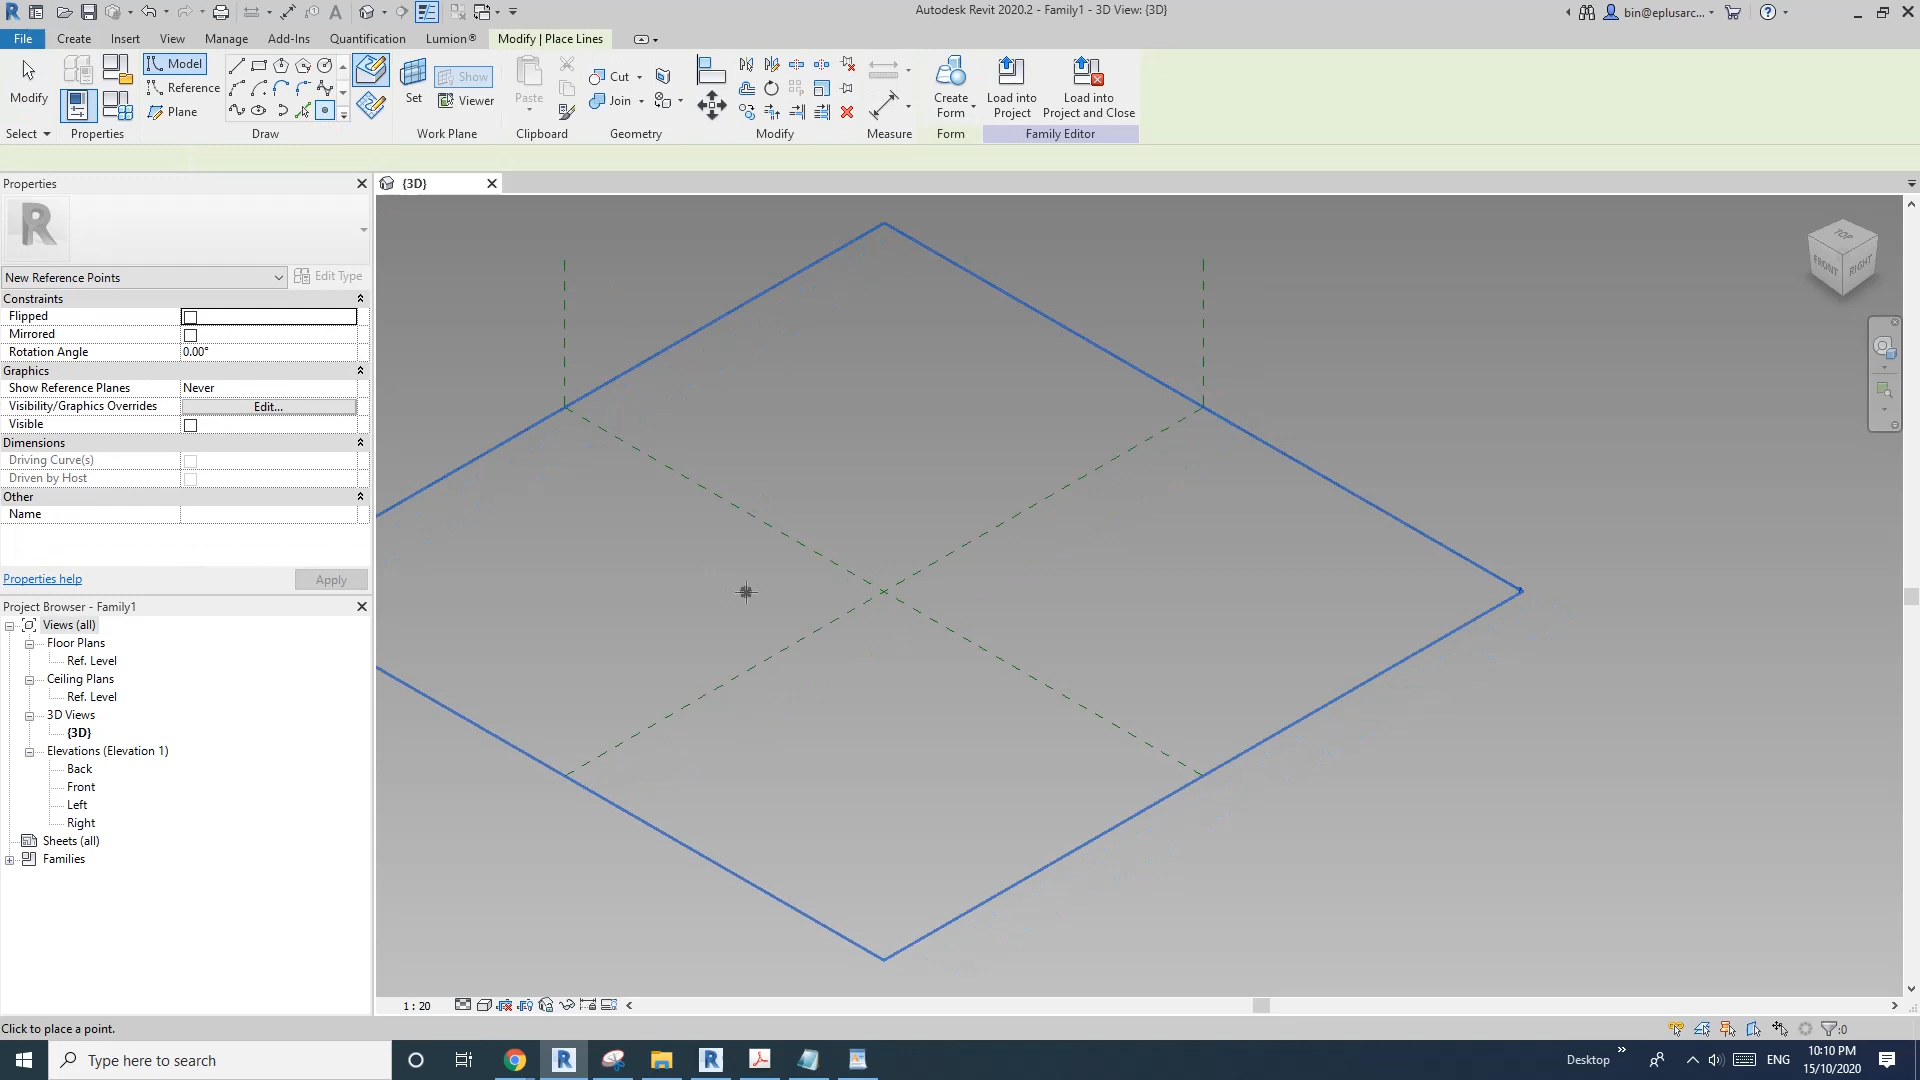 Autodesk Revit 2020.2 - Family1 - 3D View: {3D}
bin@eplusarc...
File Create Insert View Manage Add-Ins Quantification Lumion® Modify | Place Lines
Modify
Select
Properties
Model
Reference
Plane
Draw
Set
Show
Viewer
Work Plane
Paste
Clipboard
Cut
Join
Geometry
Modify
Measure
Create
Form
Form
Load into
Project
Load into
Project and Close
Family Editor
Properties
{3D}
R
New Reference Points
Edit Type
Constraints
Flipped
Mirrored
Rotation Angle 0.00°
Graphics
Show Reference Planes Never
Visibility/Graphics Overrides Edit...
Visible
Dimensions
Driving Curve(s)
Driven by Host
Other
Name
Properties help
Apply
Project Browser - Family1
Views (all)
Floor Plans
Ref. Level
Ceiling Plans
Ref. Level
3D Views
{3D}
Elevations (Elevation 1)
Back
Front
Left
Right
Sheets (all)
Families
TOP
FRONT
RIGHT
1 : 20
Click to place a point.
:0
Type here to search
Desktop
ENG
10:10 PM
15/10/2020